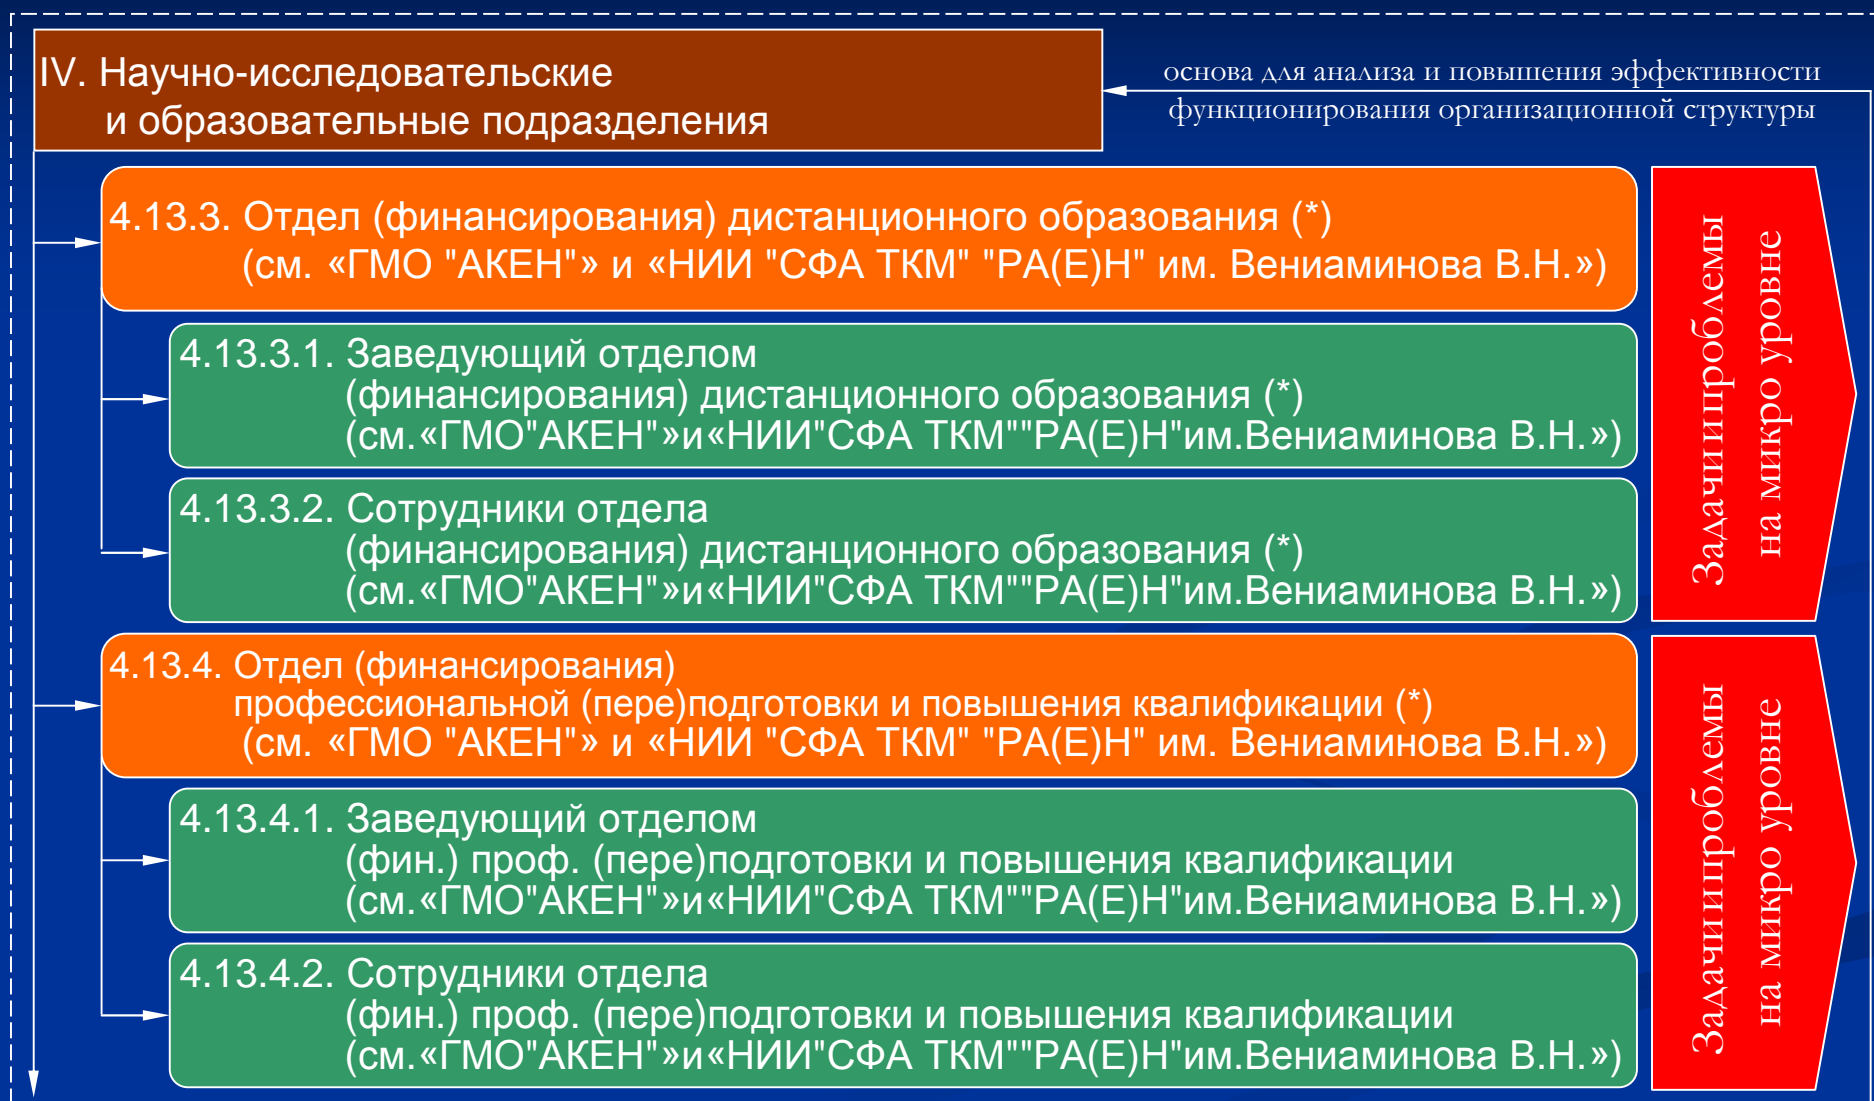 IV. Научно-исследовательские
и образовательные подразделения
основа для анализа и повышения эффективности
функционирования организационной структуры
4.13.3. Отдел (финансирования) дистанционного образования (*)
(см. «ГМО "АКЕН"» и «НИИ "СФА ТКМ" "РА(Е)Н" им. Вениаминова В.Н.»)
4.13.3.1. Заведующий отделом
(финансирования) дистанционного образования (*)
(см.«ГМО"АКЕН"»и«НИИ"СФА ТКМ""РА(Е)Н"им.Вениаминова В.Н.»)
4.13.3.2. Сотрудники отдела
(финансирования) дистанционного образования (*)
(см.«ГМО"АКЕН"»и«НИИ"СФА ТКМ""РА(Е)Н"им.Вениаминова В.Н.»)
Задачи и проблемы
на микро уровне
4.13.4. Отдел (финансирования)
профессиональной (пере)подготовки и повышения квалификации (*)
(см. «ГМО "АКЕН"» и «НИИ "СФА ТКМ" "РА(Е)Н" им. Вениаминова В.Н.»)
4.13.4.1. Заведующий отделом
(фин.) проф. (пере)подготовки и повышения квалификации
(см.«ГМО"АКЕН"»и«НИИ"СФА ТКМ""РА(Е)Н"им.Вениаминова В.Н.»)
4.13.4.2. Сотрудники отдела
(фин.) проф. (пере)подготовки и повышения квалификации
(см.«ГМО"АКЕН"»и«НИИ"СФА ТКМ""РА(Е)Н"им.Вениаминова В.Н.»)
Задачи и проблемы
на микро уровне